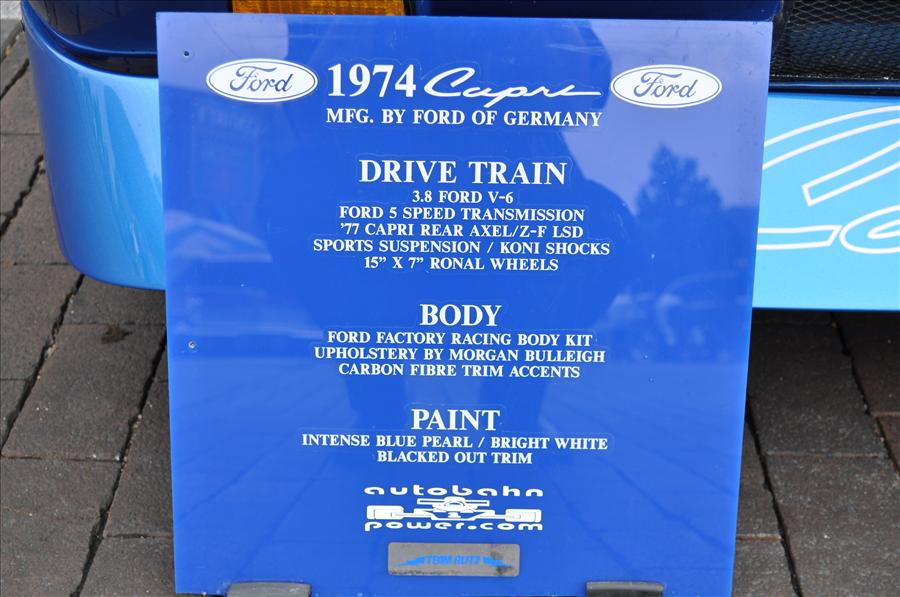 Ford 1974 Capri Ford
MFG. BY FORD OF GERMANY
DRIVE TRAIN
3.8 FORD V-6
FORD 5 SPEED TRANSMISSION
'77 CAPRI REAR AXEL/Z-F LSD
SPORTS SUSPENSION / KONI SHOCKS
15" X 7" RONAL WHEELS
BODY
FORD FACTORY RACING BODY KIT
UPHOLSTERY BY MORGAN BULLEIGH
CARBON FIBRE TRIM ACCENTS
PAINT
INTENSE BLUE PEARL / BRIGHT WHITE
BLACKED OUT TRIM
autobahn
1
power.com
TEAM BLITZ